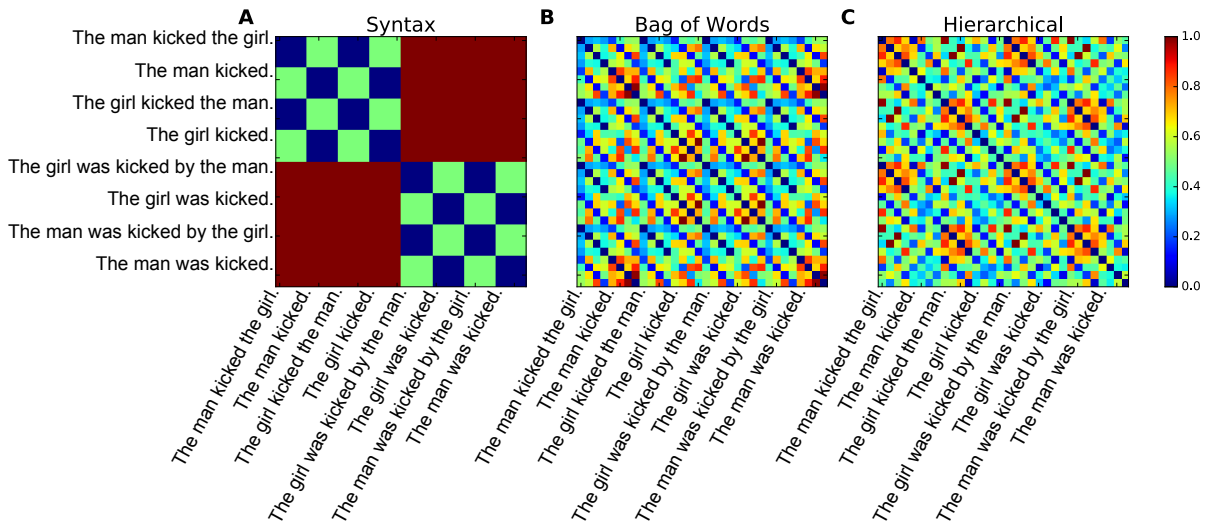 A Syntax
B Bag of Words
C Hierarchical
The man kicked the girl.
The man kicked.
The girl kicked the man.
The girl kicked.
The girl was kicked by the man.
The girl was kicked.
The man was kicked by the girl.
The man was kicked.
The man kicked the girl.
The man kicked.
The girl kicked the man.
The girl kicked.
The girl was kicked by the man.
The girl was kicked.
The man was kicked by the girl.
The man was kicked.
The man kicked the girl.
The man kicked.
The girl kicked the man.
The girl kicked.
The girl was kicked by the man.
The girl was kicked.
The man was kicked by the girl.
The man was kicked.
The man kicked the girl.
The man kicked.
The girl kicked the man.
The girl kicked.
The girl was kicked by the man.
The girl was kicked.
The man was kicked by the girl.
The man was kicked.
1.0
0.8
0.6
0.4
0.2
0.0